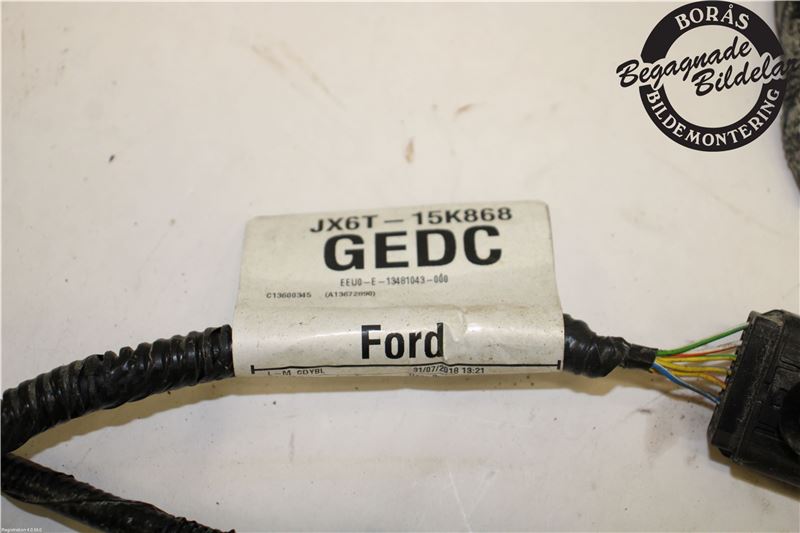 BORÅS
Begagnade
Bildelar
BILDEMONTERING
JX6T-15K868
GEDC
EEU0-E-13481043-000
C13600345 (A13672090)
Ford
31/07/2018 13:21